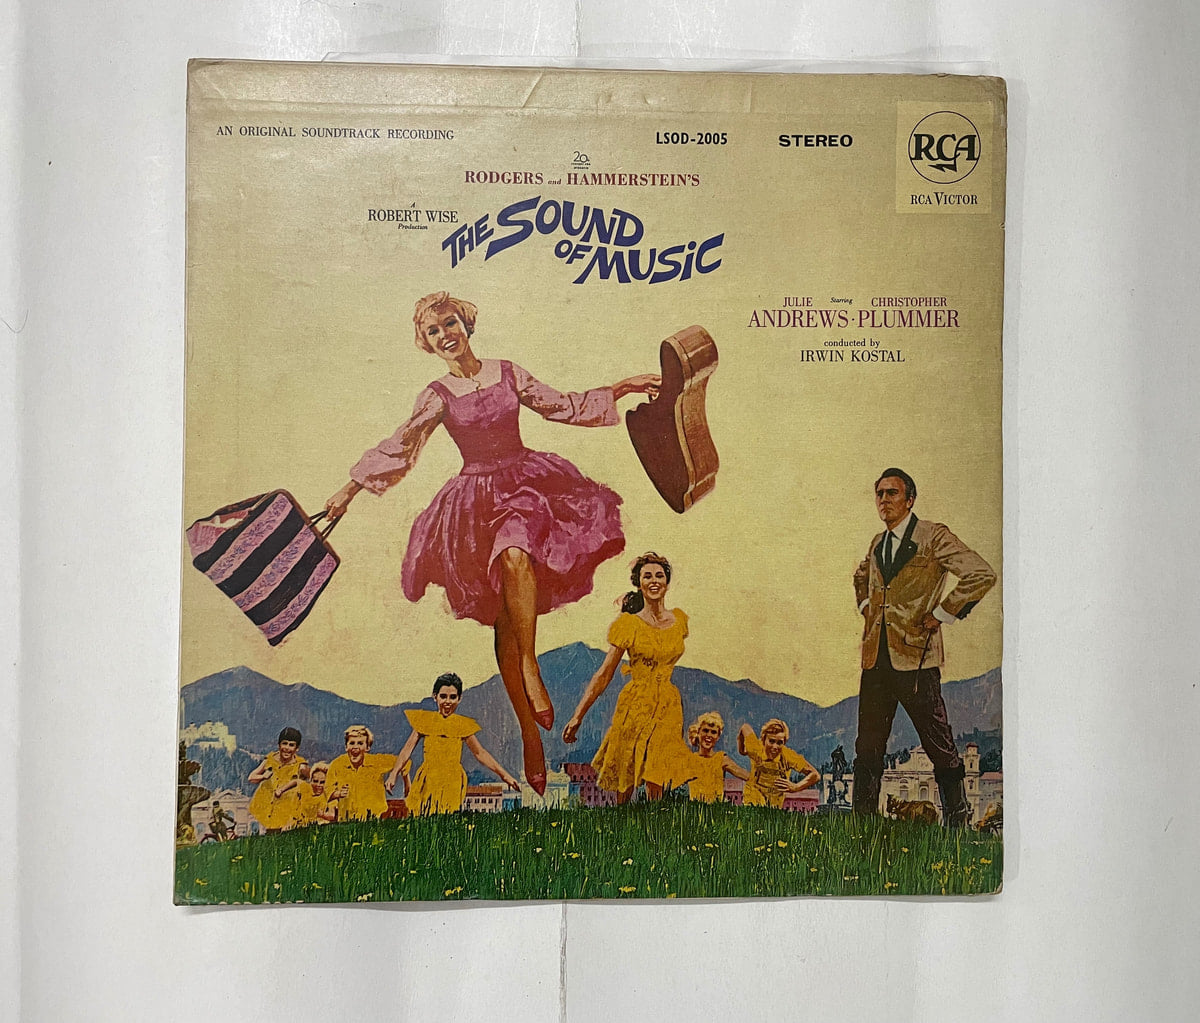 AN ORIGINAL SOUNDTRACK RECORDING
LSOD-2005
STEREO
RCA
RCA VICTOR
20
RODGERS and HAMMERSTEIN'S
A
ROBERT WISE
Production
THE SOUND
OF MUSIC
Starring
JULIE CHRISTOPHER
ANDREWS · PLUMMER
conducted by
IRWIN KOSTAL